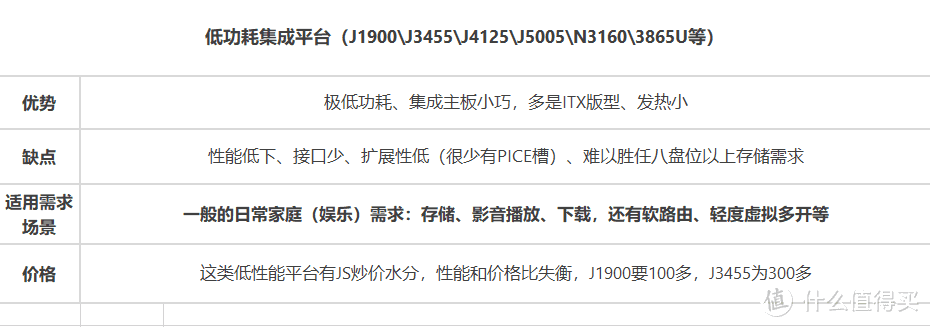 低功耗集成平台（J1900\J3455\J4125\J5005\N3160\3865U等）
优势
极低功耗、集成主板小巧，多是ITX版型、发热小
缺点
性能低下、接口少、扩展性低（很少有PICE槽）、难以胜任八盘位以上存储需求
适用需求
场景
一般的日常家庭（娱乐）需求：存储、影音播放、下载，还有软路由、轻度虚拟多开等
价格
这类低性能平台有JS炒价水分，性能和价格比失衡，J1900要100多，J3455为300多
值 什么值得买